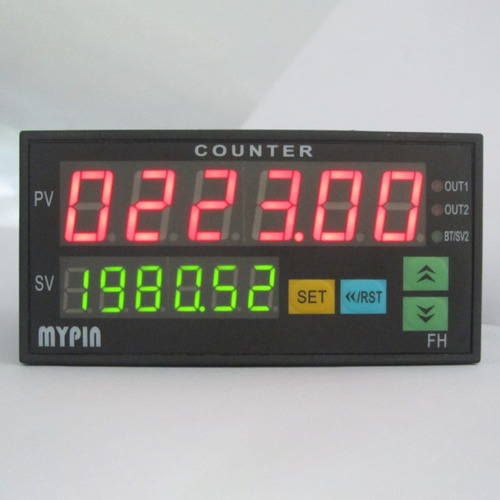 COUNTER
PV 0223.00 OUT1
OUT2
BT/SV2
SV 1980.52 SET «/RST
MYPIN FH